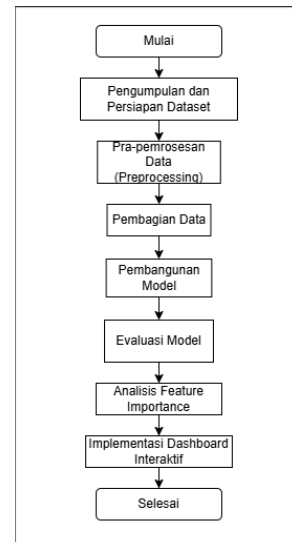 Mulai
Pengumpulan dan
Persiapan Dataset
Pra-pemrosesan
Data
(Preprocessing)
Pembagian Data
Pembangunan
Model
Evaluasi Model
Analisis Feature
Importance
Implementasi Dashboard
Interaktif
Selesai